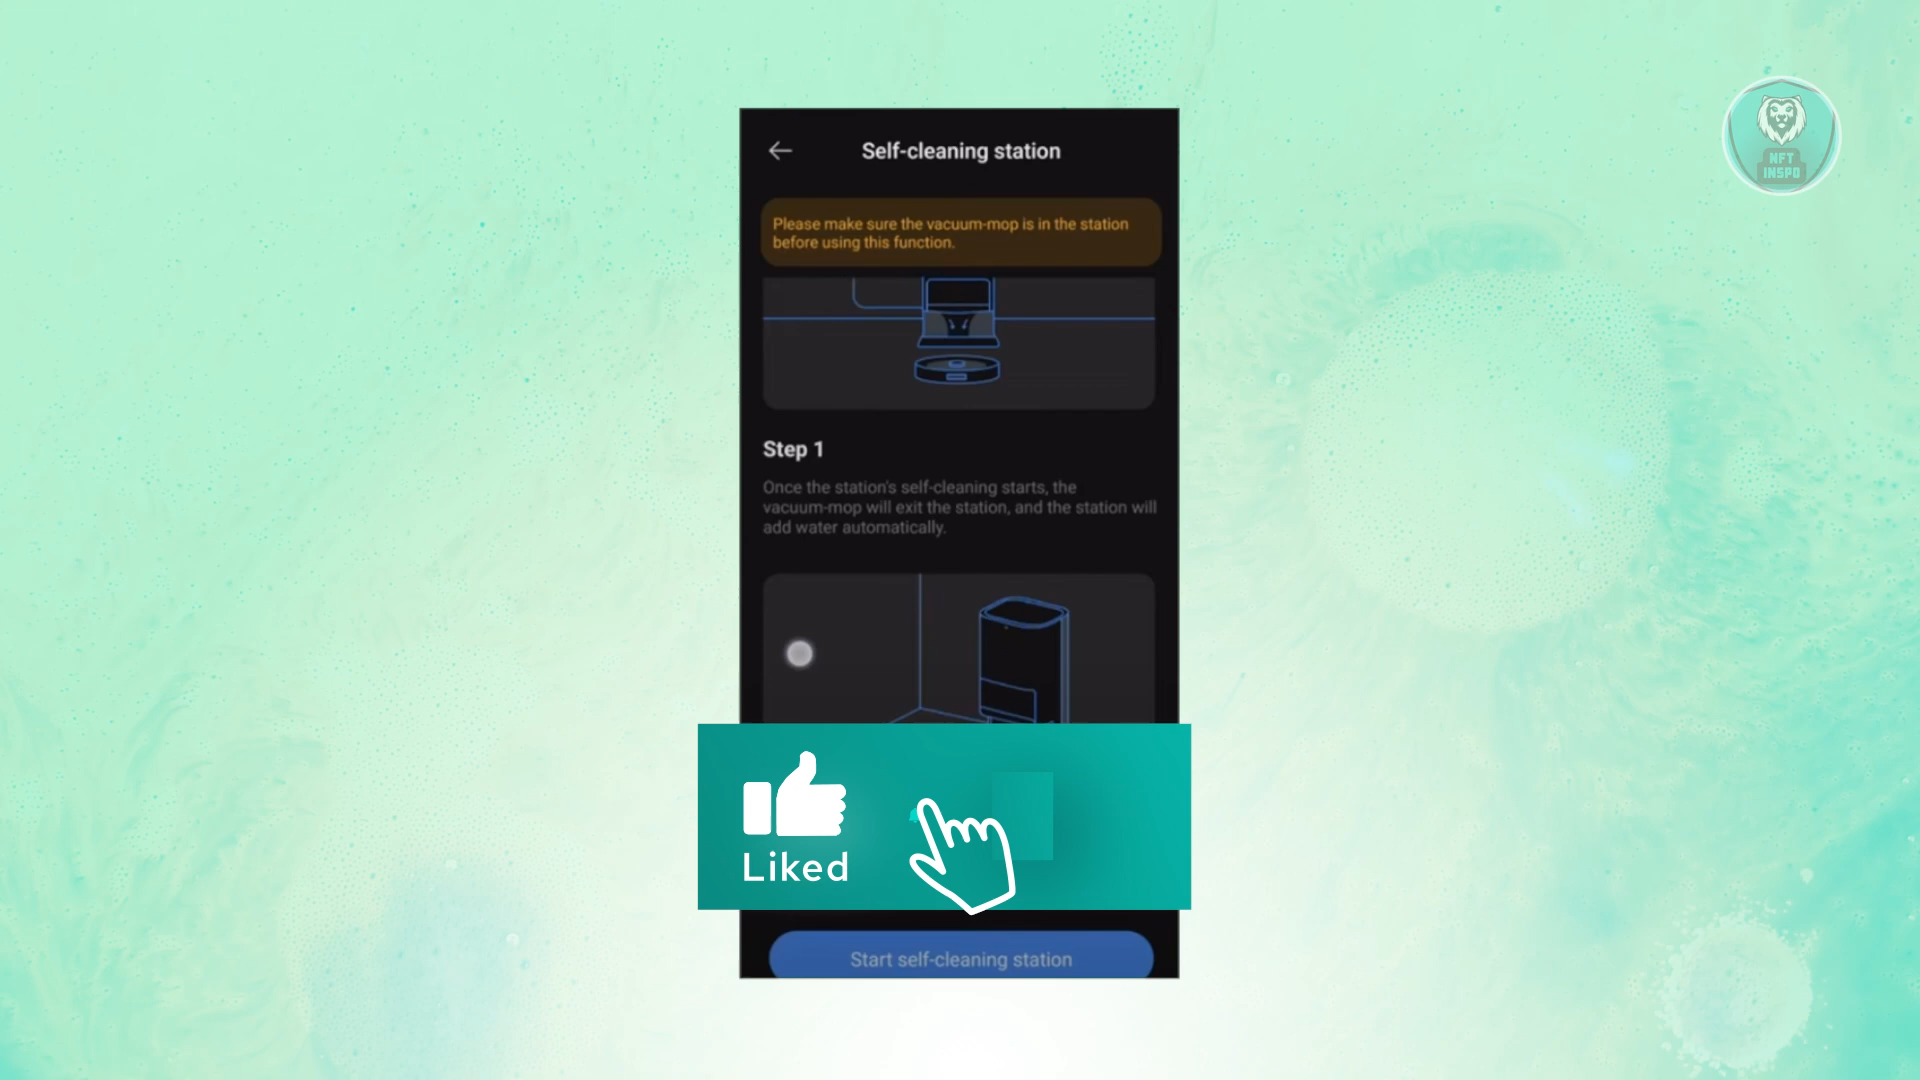 Self-cleaning station
Please make sure the vacuum-mop is in the station
before using this function.
Step 1
Once the station's self-cleaning starts, the
vacuum-mop will exit the station, and the station will
add water automatically.
Liked
Start self-cleaning station
NFT
INSPO